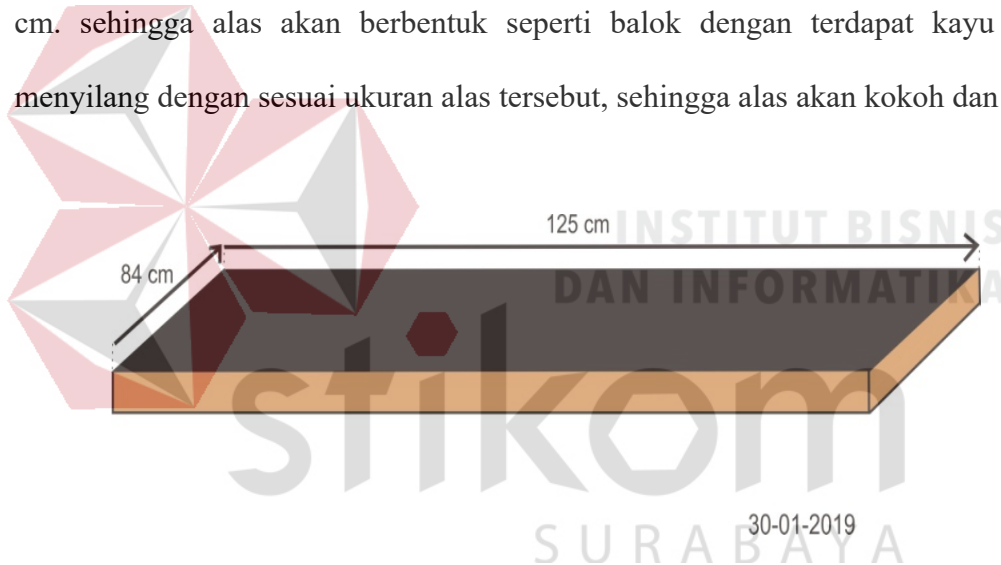 cm. sehingga alas akan berbentuk seperti balok dengan terdapat kayu
menyilang dengan sesuai ukuran alas tersebut, sehingga alas akan kokoh dan
125 cm
INSTITUT BISNIS
84 cm
DAN INFORMATIKA
stikom
30-01-2019
SURABAYA